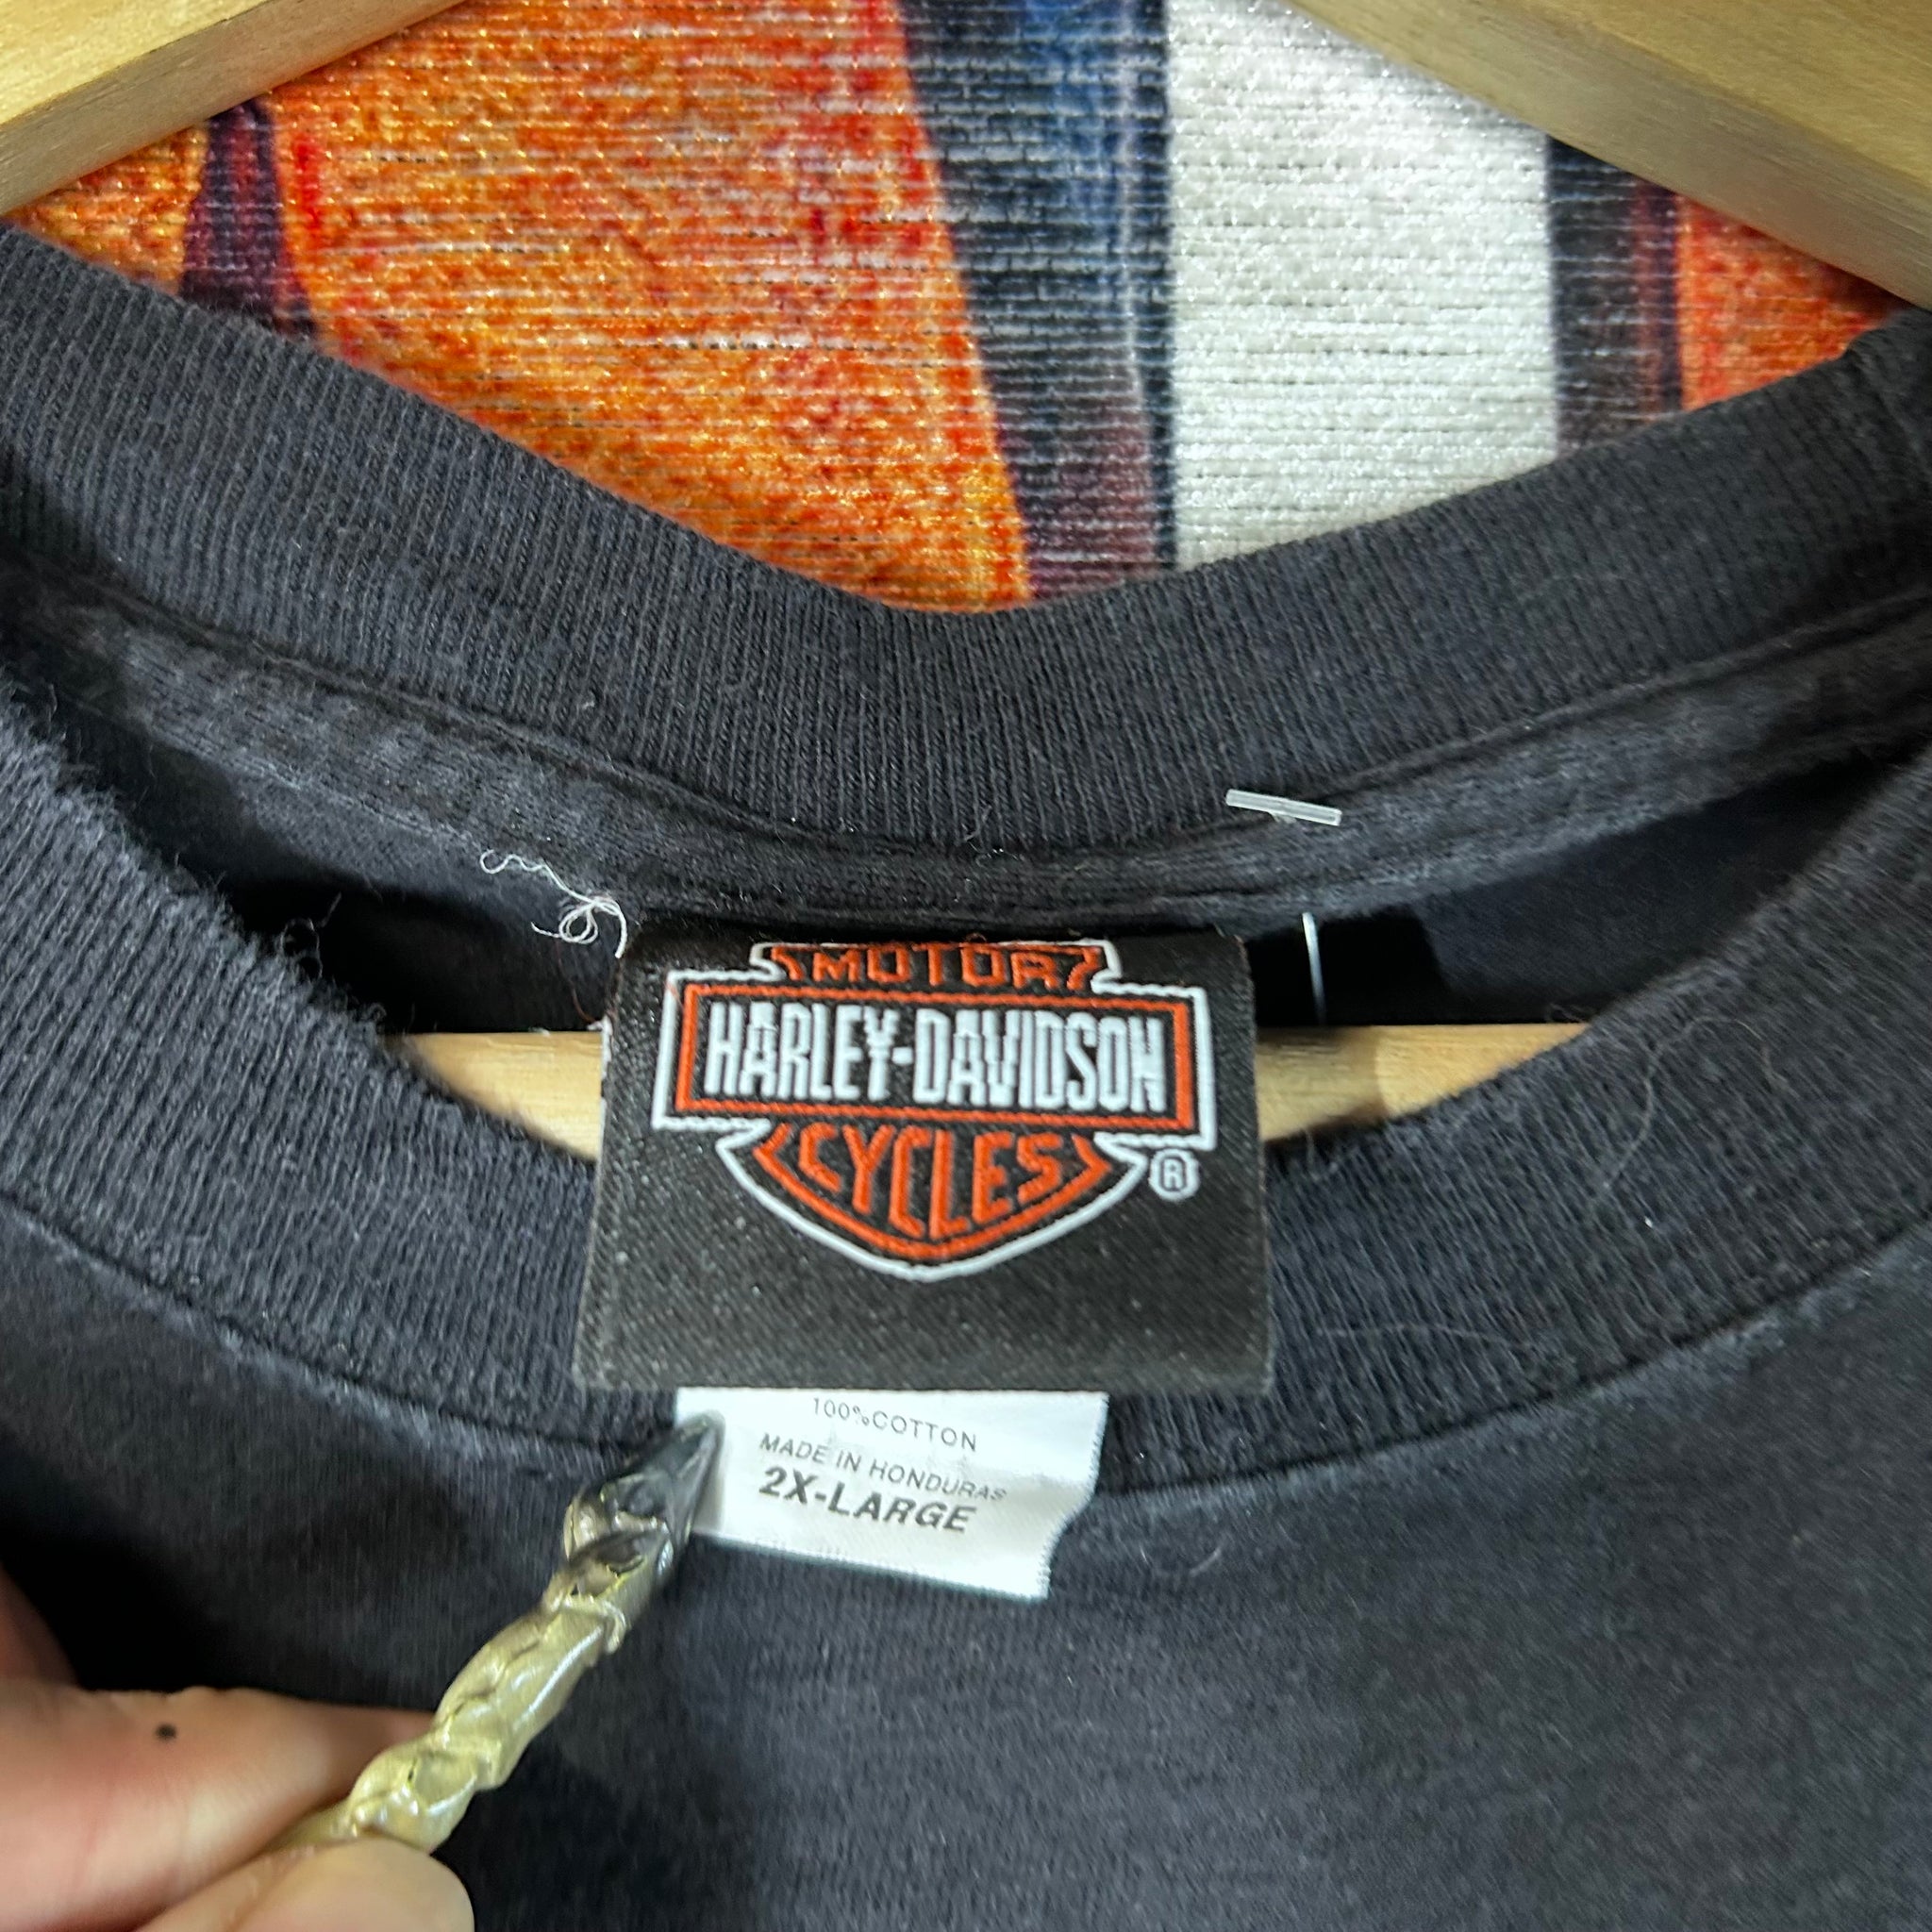 MOTOR
HARLEY-DAVIDSON
CYCLES
®
100%COTTON
MADE IN HONDURAS
2X-LARGE